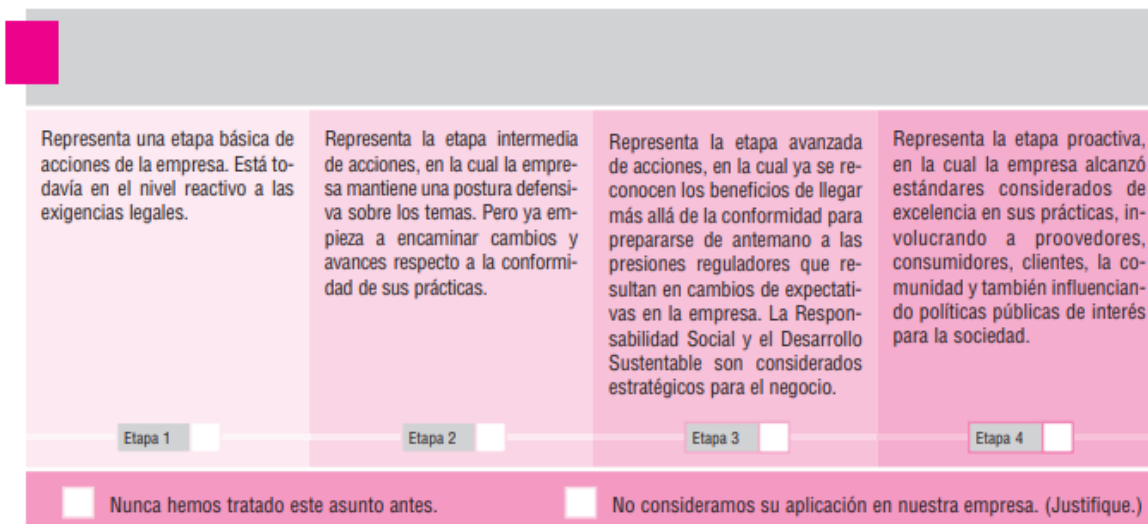 Representa una etapa básica de
acciones de la empresa. Está to-
davía en el nivel reactivo a las
exigencias legales.
Etapa 1
Representa la etapa intermedia
de acciones, en la cual la empre-
sa mantiene una postura defensi-
va sobre los temas. Pero ya em-
pieza a encaminar cambios y
avances respecto a la conformi-
dad de sus prácticas.
Etapa 2
Representa la etapa avanzada
de acciones, en la cual ya se re-
conocen los beneficios de llegar
más allá de la conformidad para
prepararse de antemano a las
presiones reguladores que re-
sultan en cambios de expectati-
vas en la empresa. La Respon-
sabilidad Social y el Desarrollo
Sustentable son considerados
estratégicos para el negocio.
Etapa 3
Representa la etapa proactiva,
en la cual la empresa alcanzó
estándares considerados de
excelencia en sus prácticas, in-
volucrando a proovedores,
consumidores, clientes, la co-
munidad y también influencian-
do políticas públicas de interés
para la sociedad.
Etapa 4
Nunca hemos tratado este asunto antes.
No consideramos su aplicación en nuestra empresa. (Justifique.)